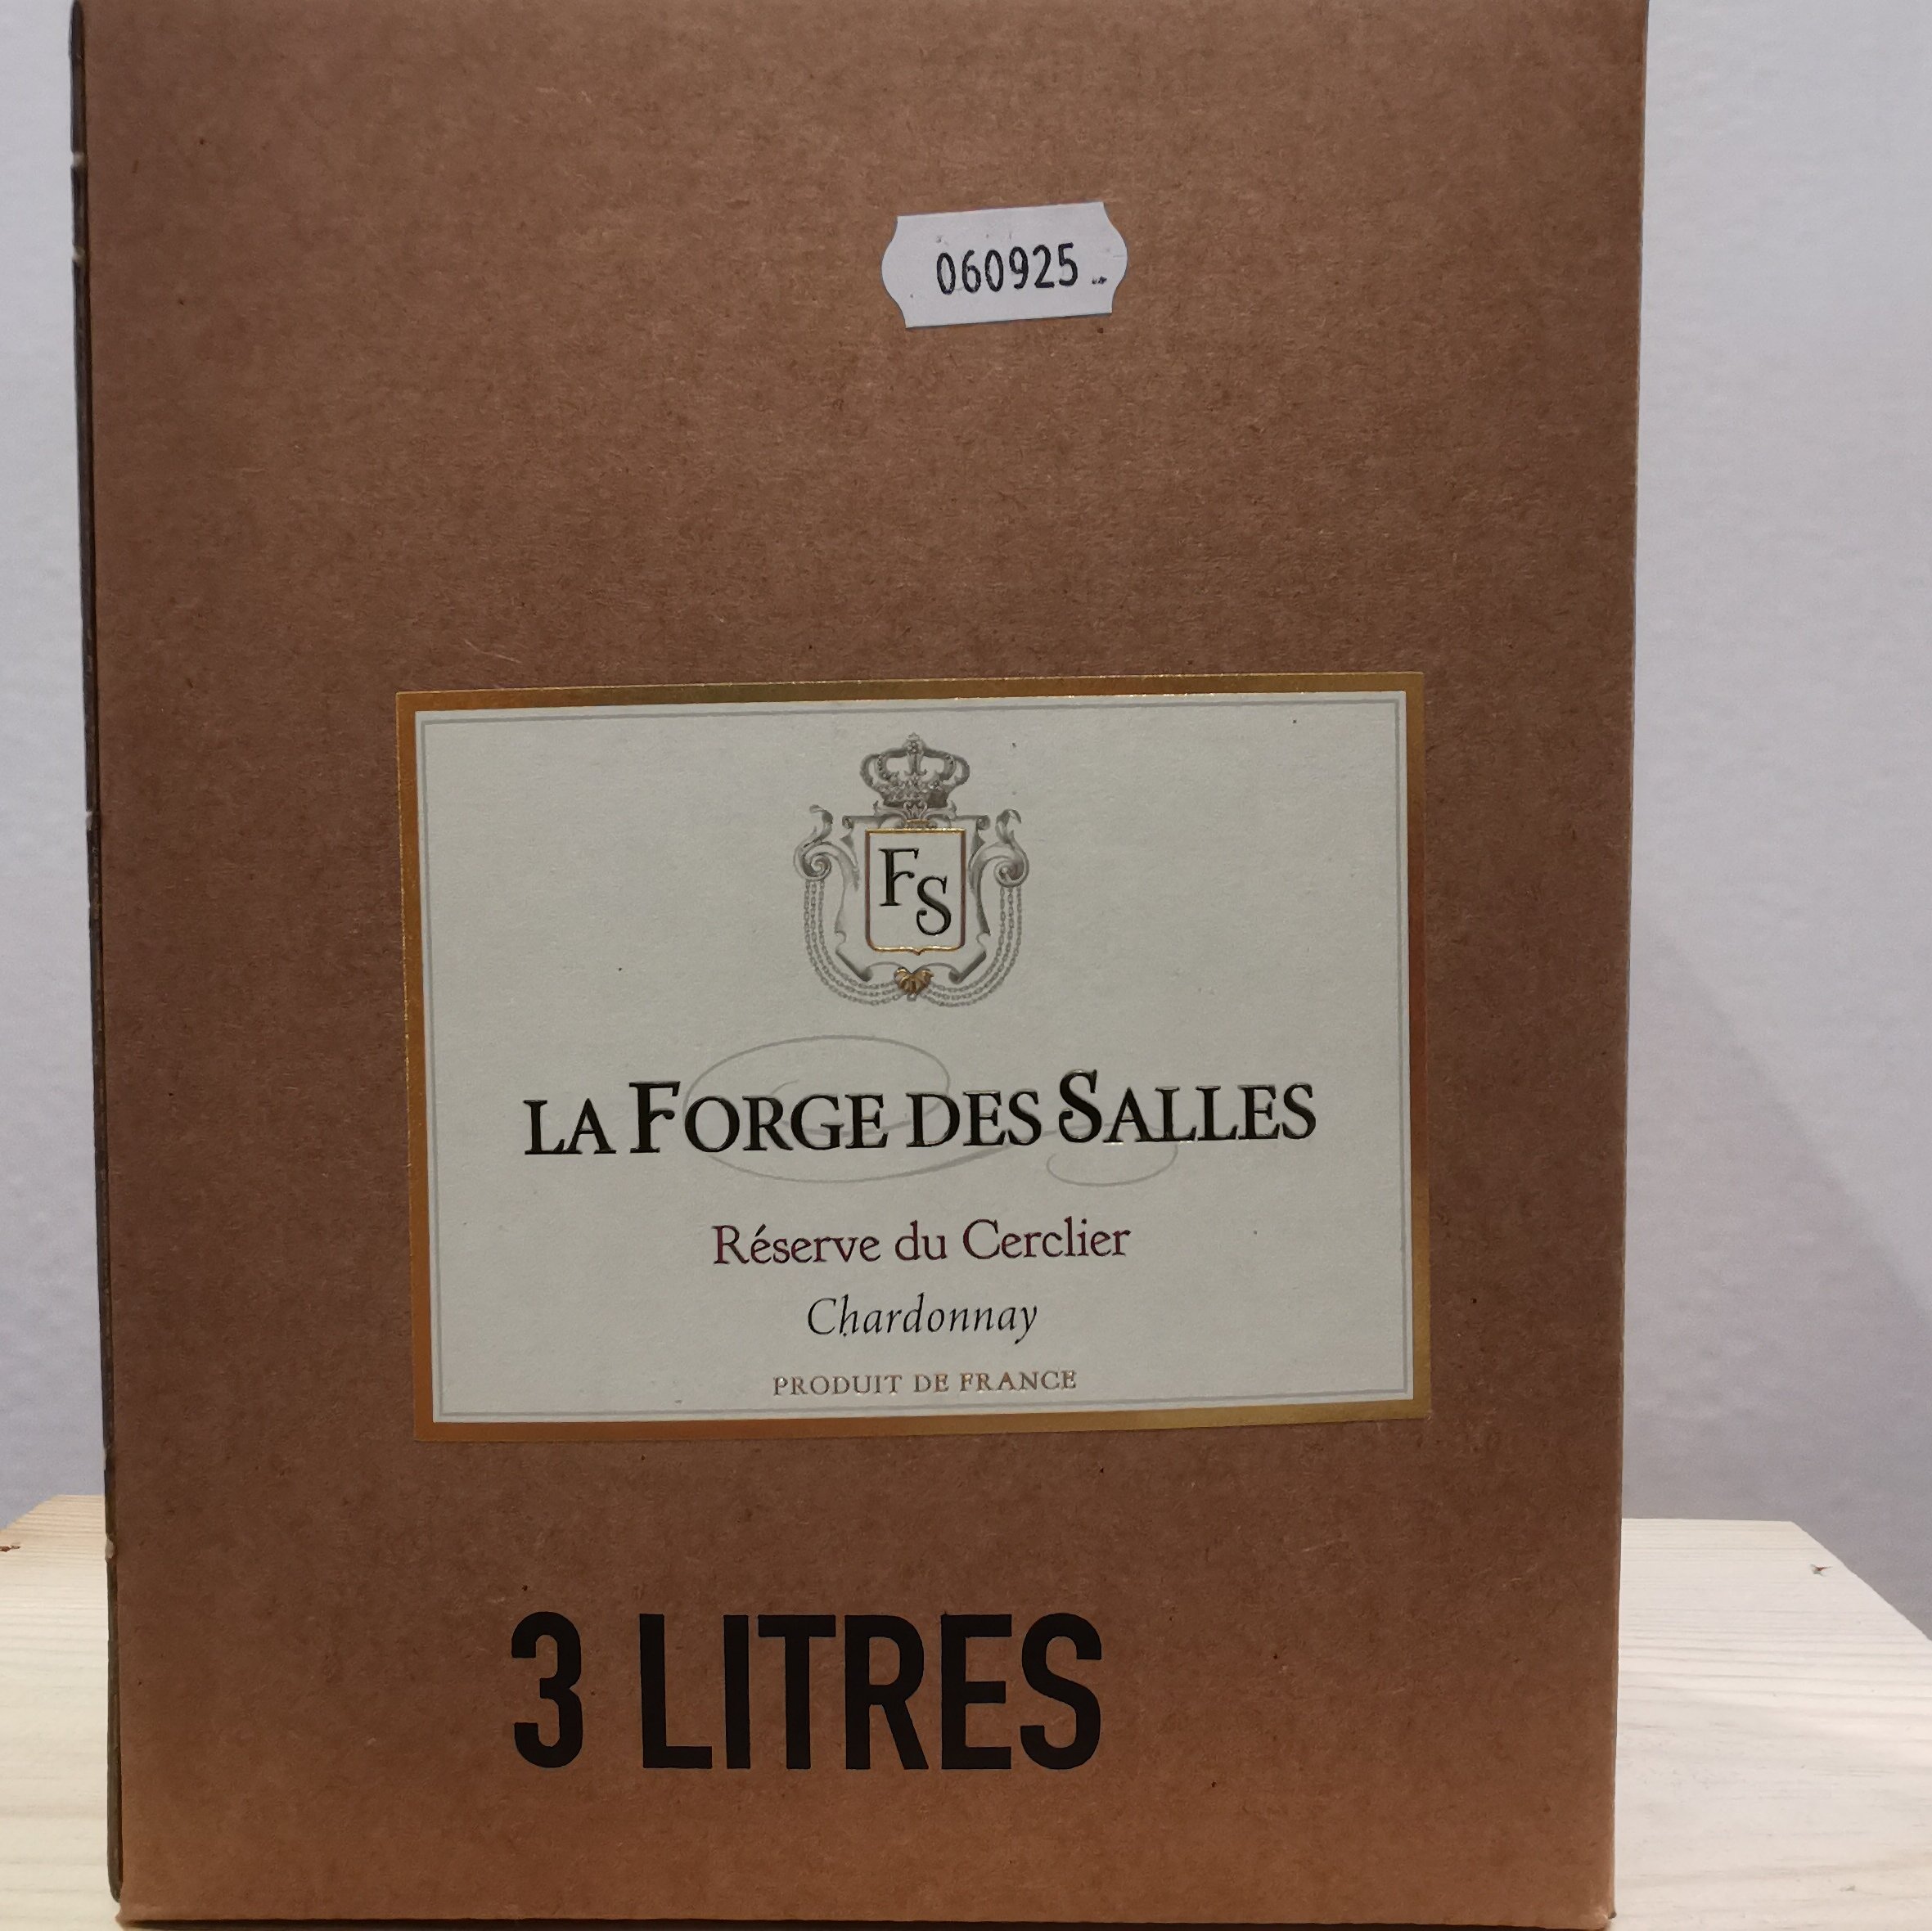 060925
FS
LA FORGE DES SALLES
Réserve du Cerclier
Chardonnay
PRODUIT DE FRANCE
3 LITRES